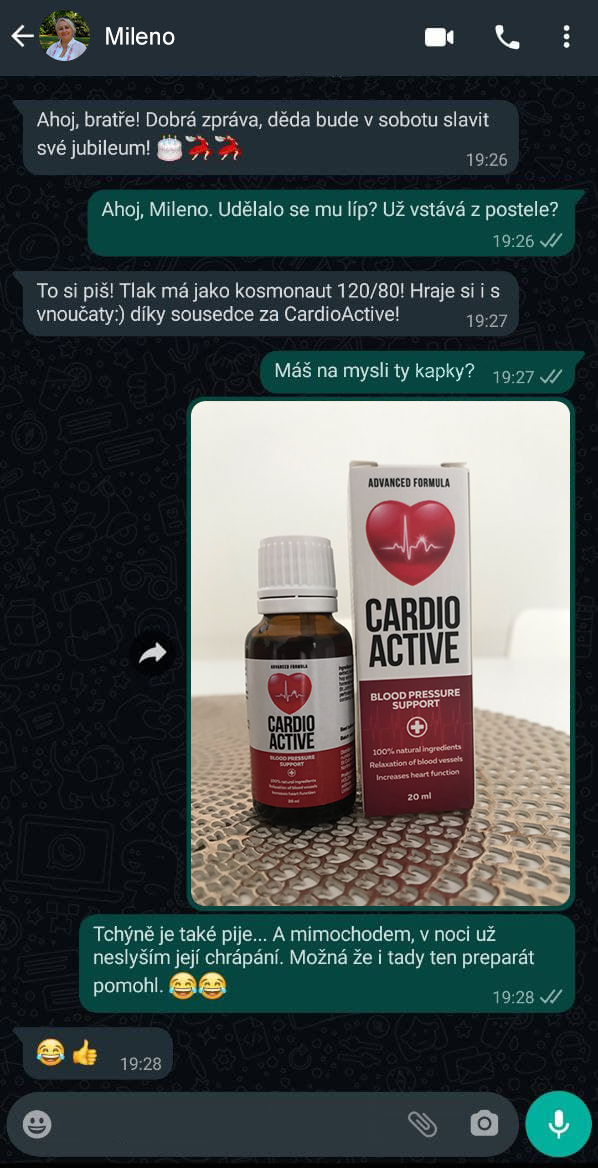 Mileno
Ahoj, bratře! Dobrá zpráva, děda bude v sobotu slavit
své jubileum! 🎂💃💃
19:26
Ahoj, Mileno. Udělalo se mu líp? Už vstává z postele?
19:26
To si piš! Tlak má jako kosmonaut 120/80! Hraje si i s
vnoučaty:) díky sousedce za CardioActive!
19:27
Máš na mysli ty kapky?
19:27
ADVANCED FORMULA
CARDIO
ACTIVE
BLOOD PRESSURE
SUPPORT
100% natural ingredients
Relaxation of blood vessels
Increases heart function
20 ml
ADVANCED FORMULA
CARDIO
ACTIVE
BLOOD PRESSURE
SUPPORT
100% natural ingredients
Relaxation of blood vessels
Increases heart function
20 ml
Tchýně je také pije... A mimochodem, v noci už
neslyším její chrápání. Možná že i tady ten preparát
pomohl. 😂😂
19:28
😂👍
19:28